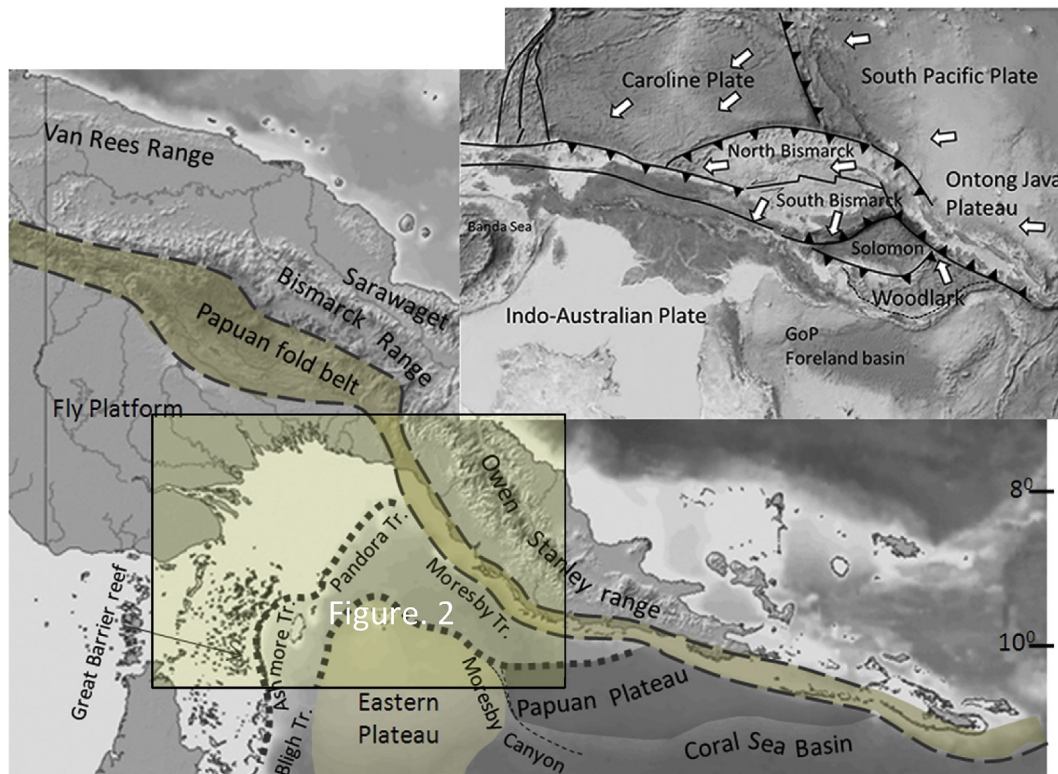 Caroline Plate
South Pacific Plate
North Bismarck
Ontong Java
Plateau
South Bismarck
Banda Sea
Solomon
Woodlark
Indo-Australian Plate
GoP
Foreland basin
Van Rees Range
Sarawaget
Bismarck Range
Papuan fold belt
Fly Platform
8⁰
Owen Stanley range
Pandora Tr.
Moresby Tr.
Figure. 2
10⁰
Great Barrier reef
Ashmore Tr.
Bligh Tr.
Eastern
Plateau
Moresby
Canyon
Papuan Plateau
Coral Sea Basin